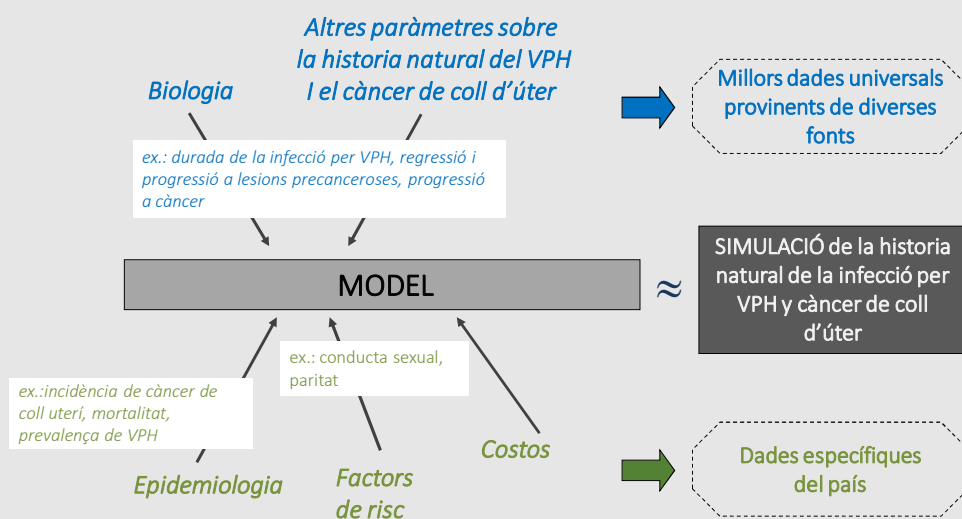 Altres paràmetres sobre
la historia natural del VPH
I el càncer de coll d'úter
Biologia
Millors dades universals
provinents de diverses
fonts
ex.: durada de la infecció per VPH, regressió i
progressió a lesions precanceroses, progressió
a càncer
MODEL
≈
SIMULACIÓ de la historia
natural de la infecció per
VPH y càncer de coll
d'úter
ex.: conducta sexual,
paritat
ex.:incidència de càncer de
coll uterí, mortalitat,
prevalença de VPH
Epidemiologia
Factors
de risc
Costos
Dades específiques
del país